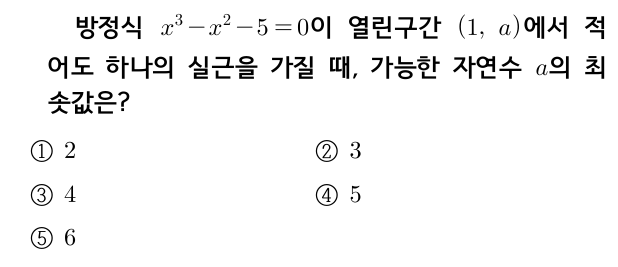 방정식 $x^3-x^2-5=0$이 열린구간 $(1, a)$에서 적
어도 하나의 실근을 가질 때, 가능한 자연수 $a$의 최
솟값은?
① 2 ② 3
③ 4 ④ 5
⑤ 6